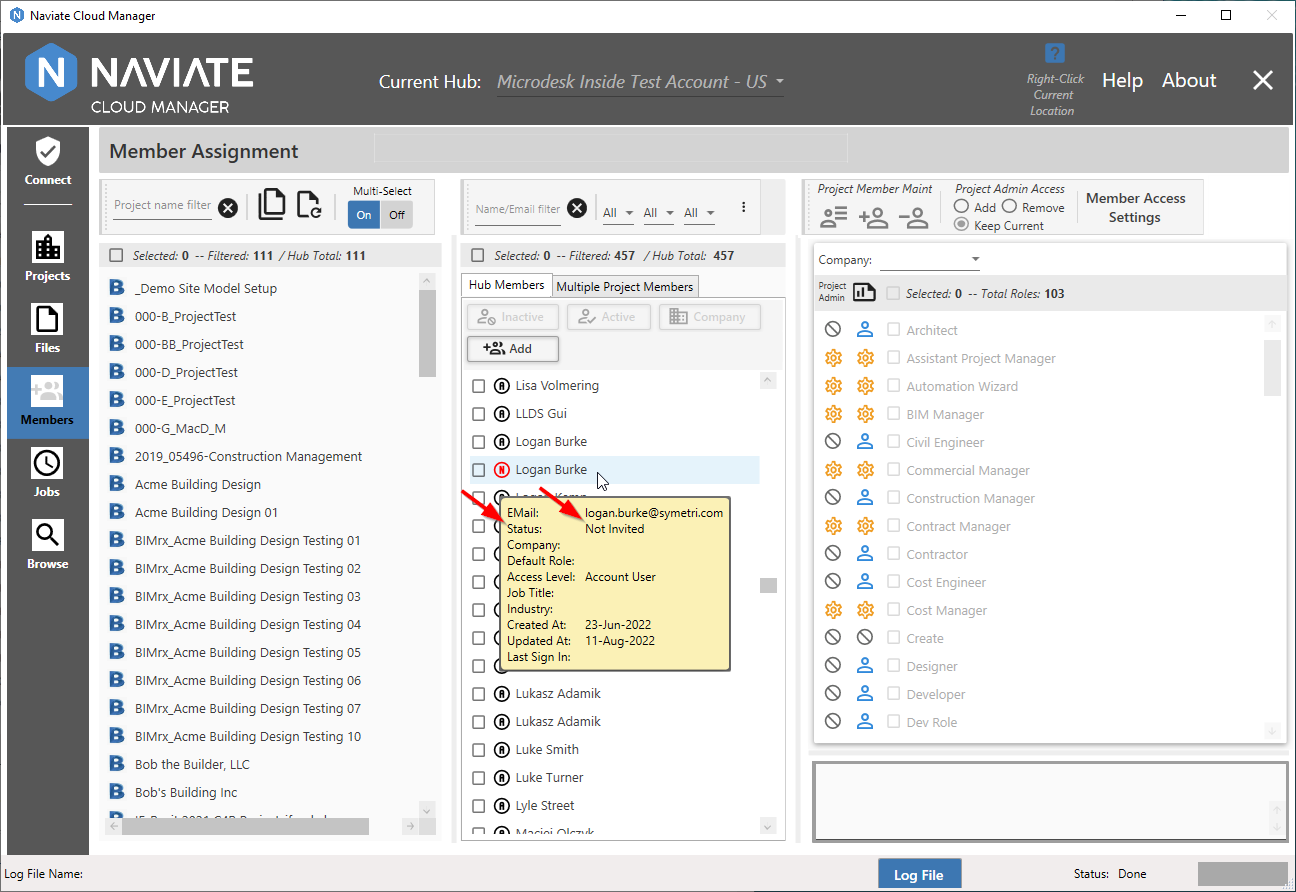 Naviate Cloud Manager
NAVIATE
CLOUD MANAGER
Current Hub: Microdesk Inside Test Account - US
?
Right-Click
Current
Location
Help
About
Member Assignment
Connect
Projects
Files
Members
Jobs
Browse
Project name filter
Multi-Select
On
Off
Selected: 0 -- Filtered: 111 / Hub Total: 111
_Demo Site Model Setup
000-B_ProjectTest
000-BB_ProjectTest
000-D_ProjectTest
000-E_ProjectTest
000-G_MacD_M
2019_05496-Construction Management
Acme Building Design
Acme Building Design 01
BIMrx_Acme Building Design Testing 01
BIMrx_Acme Building Design Testing 02
BIMrx_Acme Building Design Testing 03
BIMrx_Acme Building Design Testing 04
BIMrx_Acme Building Design Testing 05
BIMrx_Acme Building Design Testing 06
BIMrx_Acme Building Design Testing 07
BIMrx_Acme Building Design Testing 10
Bob the Builder, LLC
Bob's Building Inc
Name/Email filter
All
All
All
Selected: 0 -- Filtered: 457 / Hub Total: 457
Hub Members
Multiple Project Members
Inactive
Active
Company
Add
Lisa Volmering
LLDS Gui
Logan Burke
Logan Burke
EMail: logan.burke@symetri.com
Status: Not Invited
Company:
Default Role:
Access Level: Account User
Job Title:
Industry:
Created At: 23-Jun-2022
Updated At: 11-Aug-2022
Last Sign In:
Lukasz Adamik
Lukasz Adamik
Luke Smith
Luke Turner
Lyle Street
Maciej Olczyk
Project Member Maint
Project Admin Access
Add
Remove
Keep Current
Member Access
Settings
Company:
Project
Admin
Selected: 0 -- Total Roles: 103
Architect
Assistant Project Manager
Automation Wizard
BIM Manager
Civil Engineer
Commercial Manager
Construction Manager
Contract Manager
Contractor
Cost Engineer
Cost Manager
Create
Designer
Developer
Dev Role
Log File Name:
Log File
Status: Done